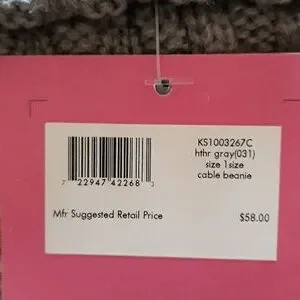 KS1003267C
hthr gray(031)
size 1size
cable beanie
7 22947 42268 3
Mfr Suggested Retail Price
$58.00